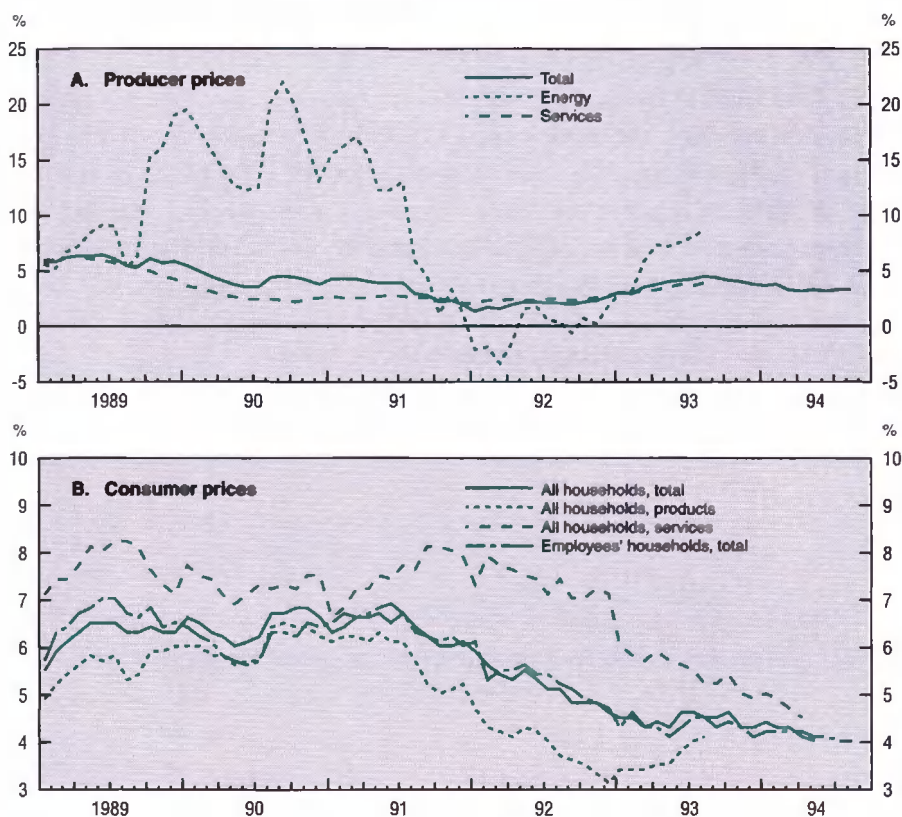 % %
25 25
A. Producer prices
Total
Energy
Services
20 20
15 15
10 10
5 5
0 0
-5 -5
1989 90 91 92 93 94
% %
10 10
B. Consumer prices
All households, total
All households, products
All households, services
Employees' households, total
9 9
8 8
7 7
6 6
5 5
4 4
3 3
1989 90 91 92 93 94